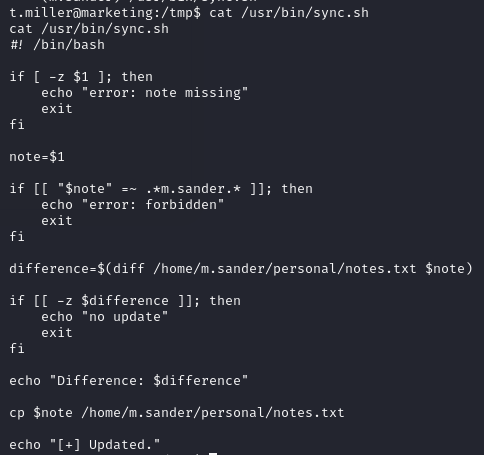 t.miller@marketing:/tmp$ cat /usr/bin/sync.sh
cat /usr/bin/sync.sh
#! /bin/bash

if [ -z $1 ]; then
    echo "error: note missing"
    exit
fi

note=$1

if [[ "$note" =~ .*m.sander.* ]]; then
    echo "error: forbidden"
    exit
fi

difference=$(diff /home/m.sander/personal/notes.txt $note)

if [[ -z $difference ]]; then
    echo "no update"
    exit
fi

echo "Difference: $difference"

cp $note /home/m.sander/personal/notes.txt

echo "[+] Updated."